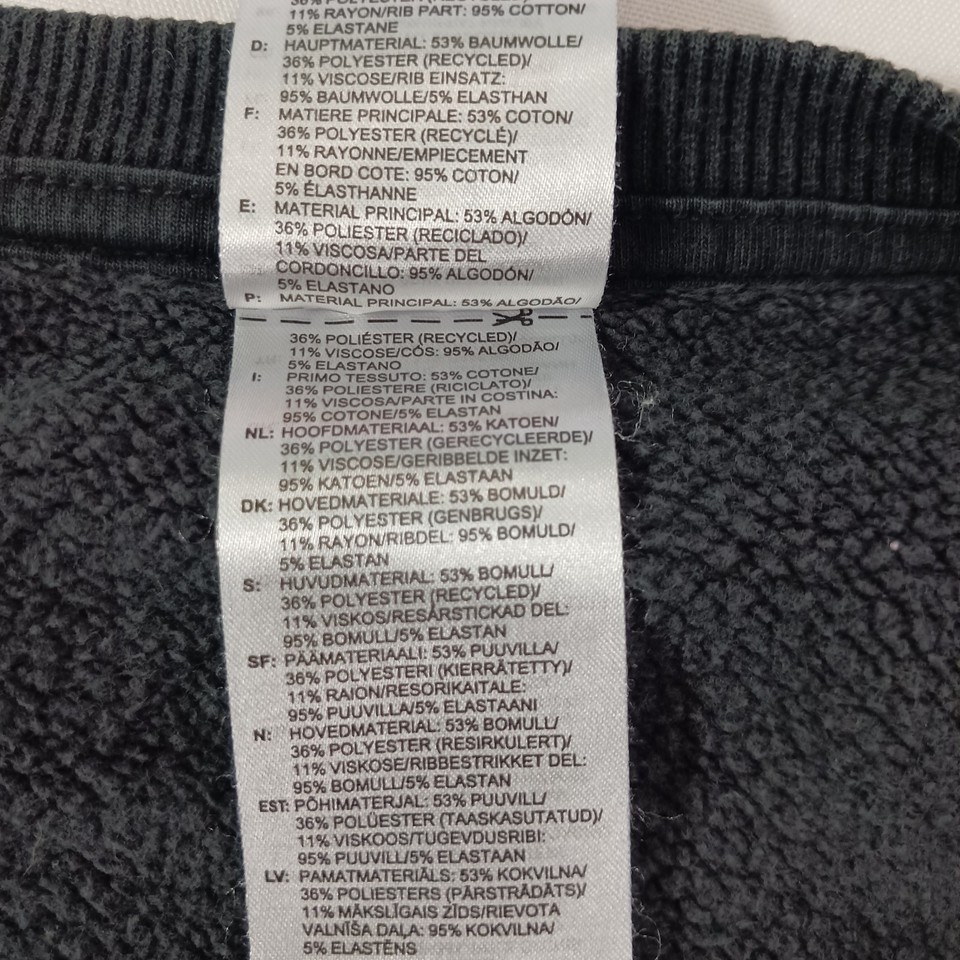 36% POLYESTER (RECYCLED)/
11% RAYON/RIB PART: 95% COTTON/
5% ELASTANE
D: HAUPTMATERIAL: 53% BAUMWOLLE/
36% POLYESTER (RECYCLED)/
11% VISCOSE/RIB EINSATZ:
95% BAUMWOLLE/5% ELASTHAN
F: MATIERE PRINCIPALE: 53% COTON/
36% POLYESTER (RECYCLÉ)/
11% RAYONNE/EMPIECEMENT
EN BORD COTE: 95% COTON/
5% ÉLASTHANNE
E: MATERIAL PRINCIPAL: 53% ALGODÓN/
36% POLIESTER (RECICLADO)/
11% VISCOSA/PARTE DEL
CORDONCILLO: 95% ALGODÓN/
5% ELASTANO
P: MATERIAL PRINCIPAL: 53% ALGODÃO/
36% POLIÉSTER (RECYCLED)/
11% VISCOSE/CÓS: 95% ALGODÃO/
5% ELASTANO
I: PRIMO TESSUTO: 53% COTONE/
36% POLIESTERE (RICICLATO)/
11% VISCOSA/PARTE IN COSTINA:
95% COTONE/5% ELASTAN
NL: HOOFDMATERIAAL: 53% KATOEN/
36% POLYESTER (GERECYCLEERDE)/
11% VISCOSE/GERIBBELDE INZET:
95% KATOEN/5% ELASTAAN
DK: HOVEDMATERIALE: 53% BOMULD/
36% POLYESTER (GENBRUGS)/
11% RAYON/RIBDEL: 95% BOMULD/
5% ELASTAN
S: HUVUDMATERIAL: 53% BOMULL/
36% POLYESTER (RECYCLED)/
11% VISKOS/RESÅRSTICKAD DEL:
95% BOMULL/5% ELASTAN
SF: PÄÄMATERIAALI: 53% PUUVILLA/
36% POLYESTERI (KIERRÄTETTY)/
11% RAION/RESORIKAITALE:
95% PUUVILLA/5% ELASTAANI
N: HOVEDMATERIAL: 53% BOMULL/
36% POLYESTER (RESIRKULERT)/
11% VISKOSE/RIBBESTRIKKET DEL:
95% BOMULL/5% ELASTAN
EST: PÕHIMATERJAL: 53% PUUVILL/
36% POLÜESTER (TAASKASUTATUD)/
11% VISKOOS/TUGEVDUSRIBI:
95% PUUVILL/5% ELASTAAN
LV: PAMATMATERIĀLS: 53% KOKVILNA/
36% POLIESTERS (PĀRSTRĀDĀTS)/
11% MĀKSLĪGAIS ZĪDS/RIEVOTA
VALNĪŠA DAĻA: 95% KOKVILNA/
5% ELASTĒNS